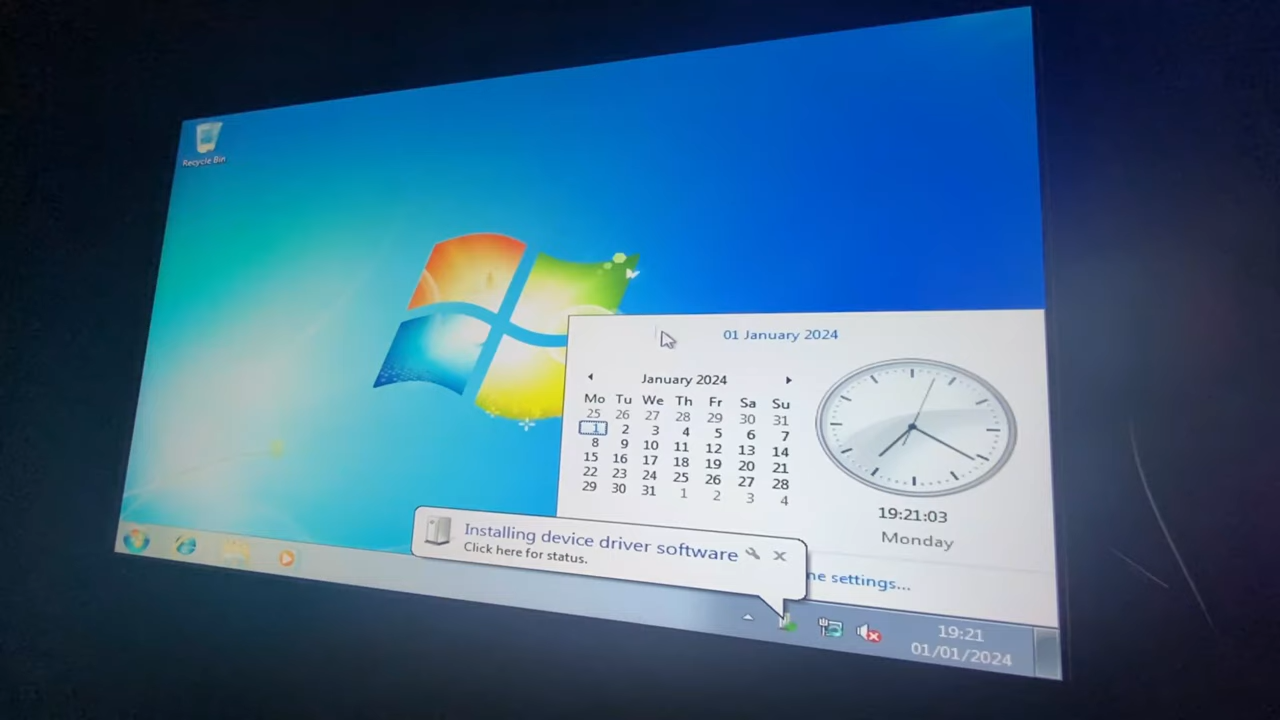 Recycle Bin
01 January 2024
January 2024
Mo Tu We Th Fr Sa Su
25 26 27 28 29 30 31
1 2 3 4 5 6 7
8 9 10 11 12 13 14
15 16 17 18 19 20 21
22 23 24 25 26 27 28
29 30 31 1 2 3 4
19:21:03
Monday
Installing device driver software
Click here for status.
settings...
19:21
01/01/2024